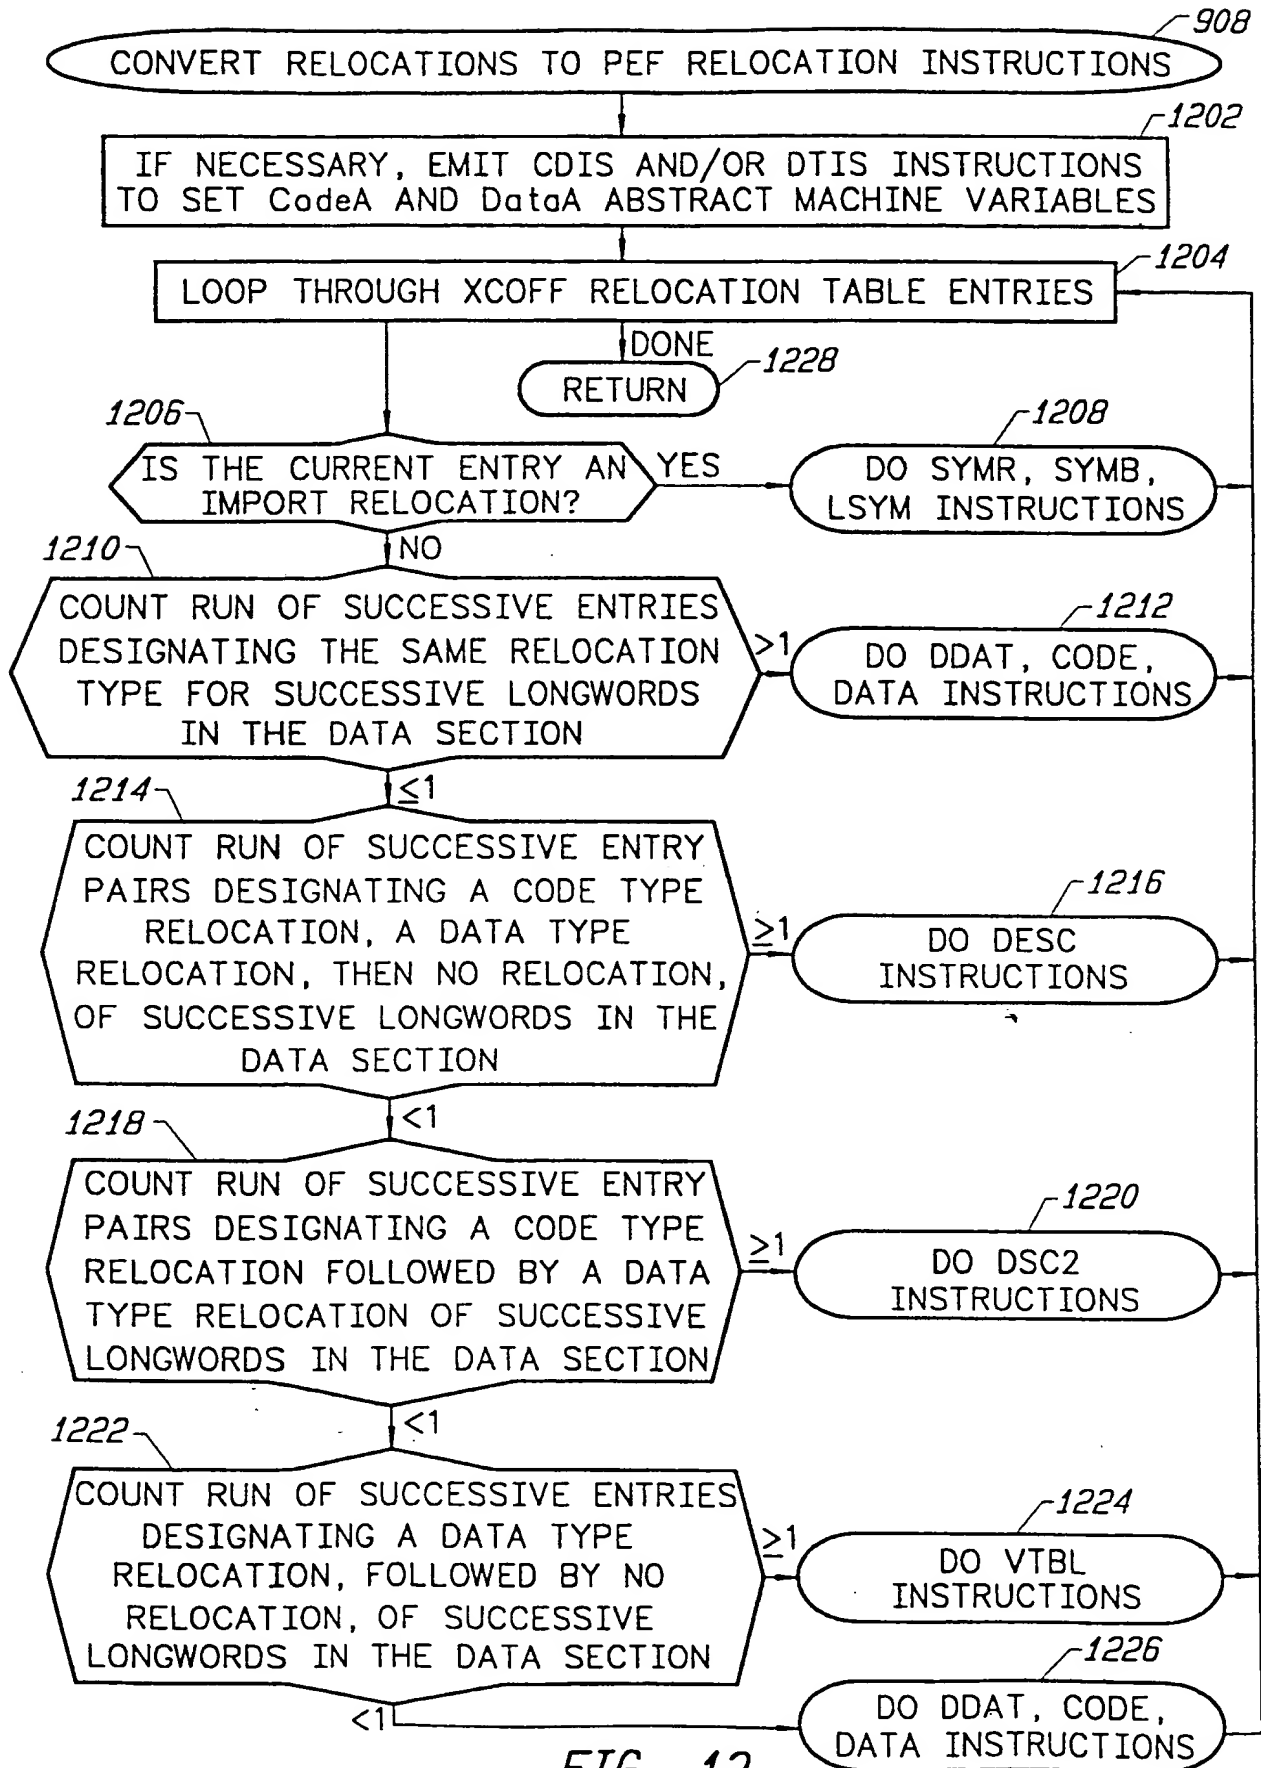 908
CONVERT RELOCATIONS TO PEF RELOCATION INSTRUCTIONS
1202
IF NECESSARY, EMIT CDIS AND/OR DTIS INSTRUCTIONS
TO SET CodeA AND DataA ABSTRACT MACHINE VARIABLES
1204
LOOP THROUGH XCOFF RELOCATION TABLE ENTRIES
DONE
1228
RETURN
1206
IS THE CURRENT ENTRY AN
IMPORT RELOCATION?
YES
1208
DO SYMR, SYMB,
LSYM INSTRUCTIONS
NO
1210
COUNT RUN OF SUCCESSIVE ENTRIES
DESIGNATING THE SAME RELOCATION
TYPE FOR SUCCESSIVE LONGWORDS
IN THE DATA SECTION
>1
1212
DO DDAT, CODE,
DATA INSTRUCTIONS
≤1
1214
COUNT RUN OF SUCCESSIVE ENTRY
PAIRS DESIGNATING A CODE TYPE
RELOCATION, A DATA TYPE
RELOCATION, THEN NO RELOCATION,
OF SUCCESSIVE LONGWORDS IN THE
DATA SECTION
≥1
1216
DO DESC
INSTRUCTIONS
<1
1218
COUNT RUN OF SUCCESSIVE ENTRY
PAIRS DESIGNATING A CODE TYPE
RELOCATION FOLLOWED BY A DATA
TYPE RELOCATION OF SUCCESSIVE
LONGWORDS IN THE DATA SECTION
≥1
1220
DO DSC2
INSTRUCTIONS
<1
1222
COUNT RUN OF SUCCESSIVE ENTRIES
DESIGNATING A DATA TYPE
RELOCATION, FOLLOWED BY NO
RELOCATION, OF SUCCESSIVE
LONGWORDS IN THE DATA SECTION
≥1
1224
DO VTBL
INSTRUCTIONS
<1
1226
DO DDAT, CODE,
DATA INSTRUCTIONS
FIG. 12